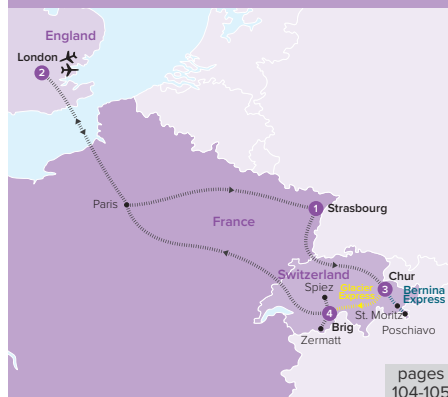 England
London
2
Paris
1
Strasbourg
France
Switzerland
Chur
Spiez
Glacier
Express
3
Bernina
Express
St. Moritz
Poschiavo
4
Brig
Zermatt
pages
104-105